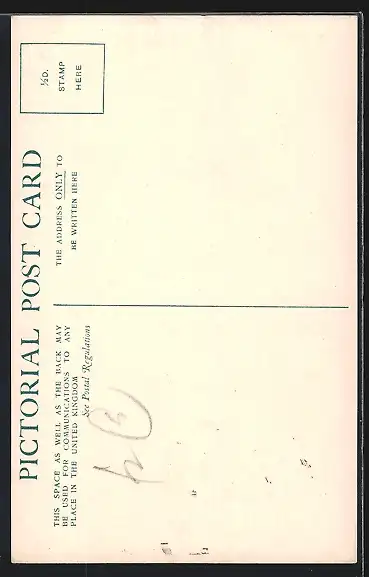 PICTORIAL POST CARD
THIS SPACE AS WELL AS THE BACK MAY
BE USED FOR COMMUNICATIONS TO ANY
PLACE IN THE UNITED KINGDOM
See Postal Regulations
THE ADDRESS ONLY TO
BE WRITTEN HERE
½D.
STAMP
HERE